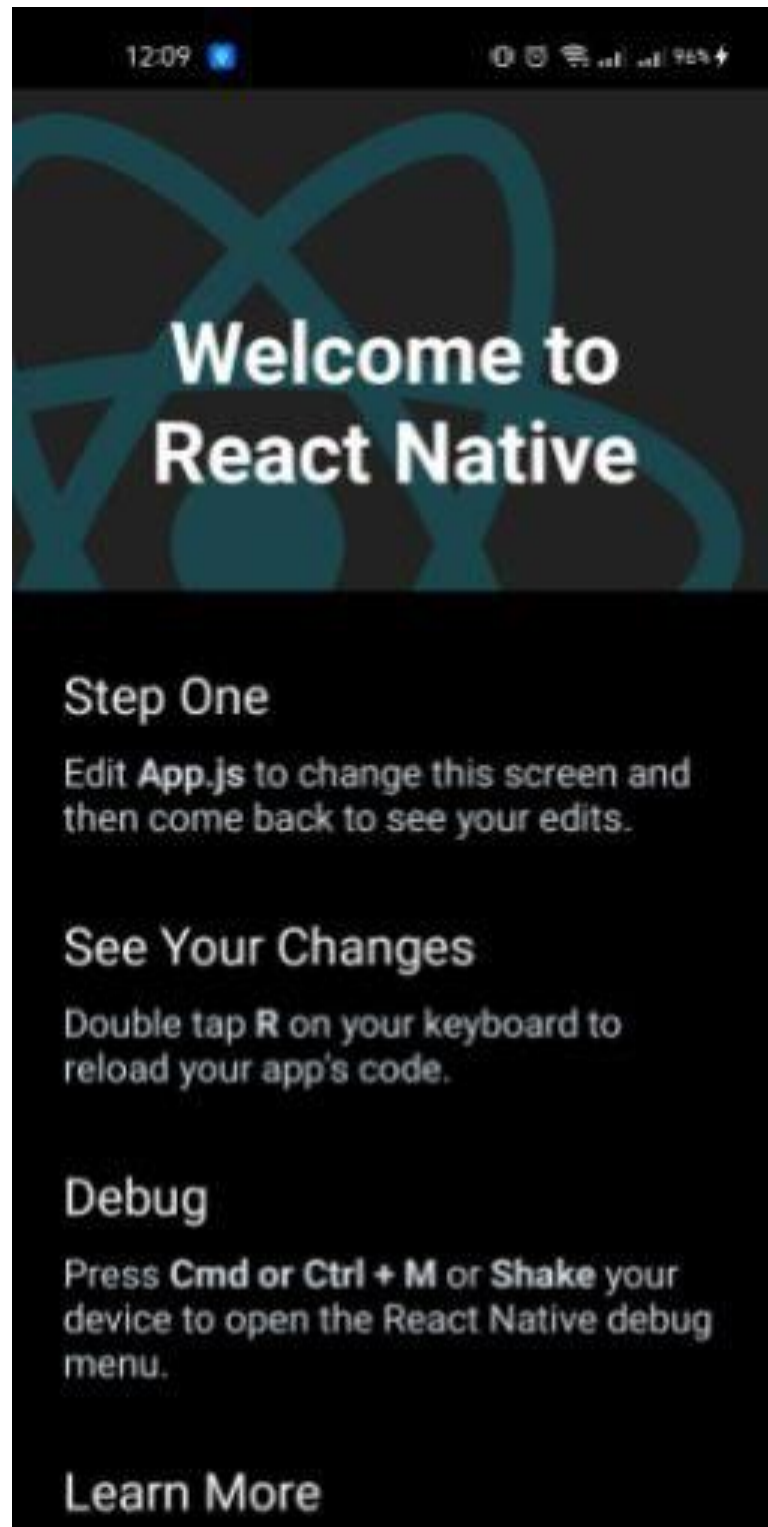 12:09
96%
Welcome to
React Native
Step One
Edit App.js to change this screen and
then come back to see your edits.
See Your Changes
Double tap R on your keyboard to
reload your app's code.
Debug
Press Cmd or Ctrl + M or Shake your
device to open the React Native debug
menu.
Learn More